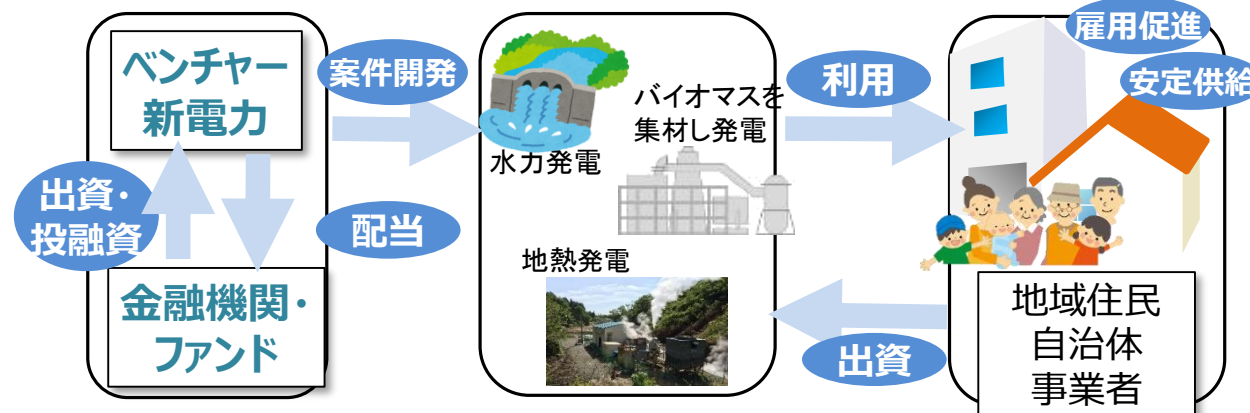 ベンチャー
新電力
出資・
投融資
金融機関・
ファンド
案件開発
配当
水力発電
バイオマスを
集材し発電
地熱発電
利用
出資
雇用促進
安定供給
地域住民
自治体
事業者